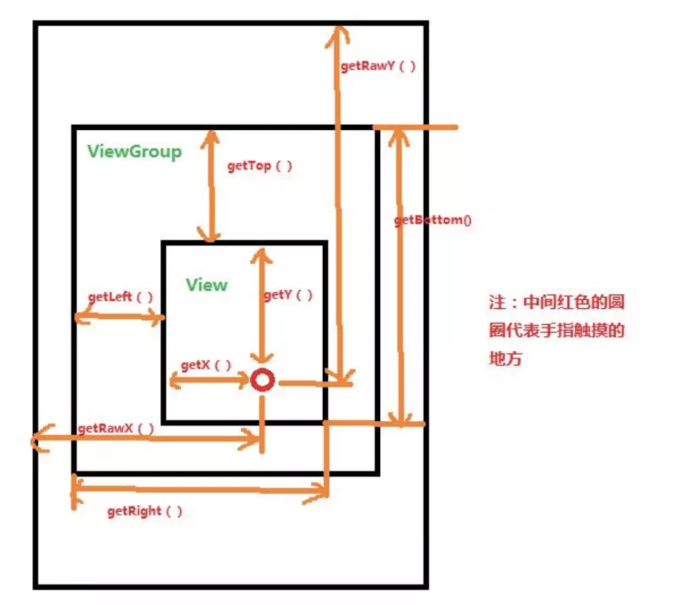 getRawY ( )
ViewGroup
getTop ( )
getBottom()
View
getLeft ( )
getY ( )
注：中间红色的圆
圈代表手指触摸的
地方
getX ( )
getRawX ( )
getRight ( )